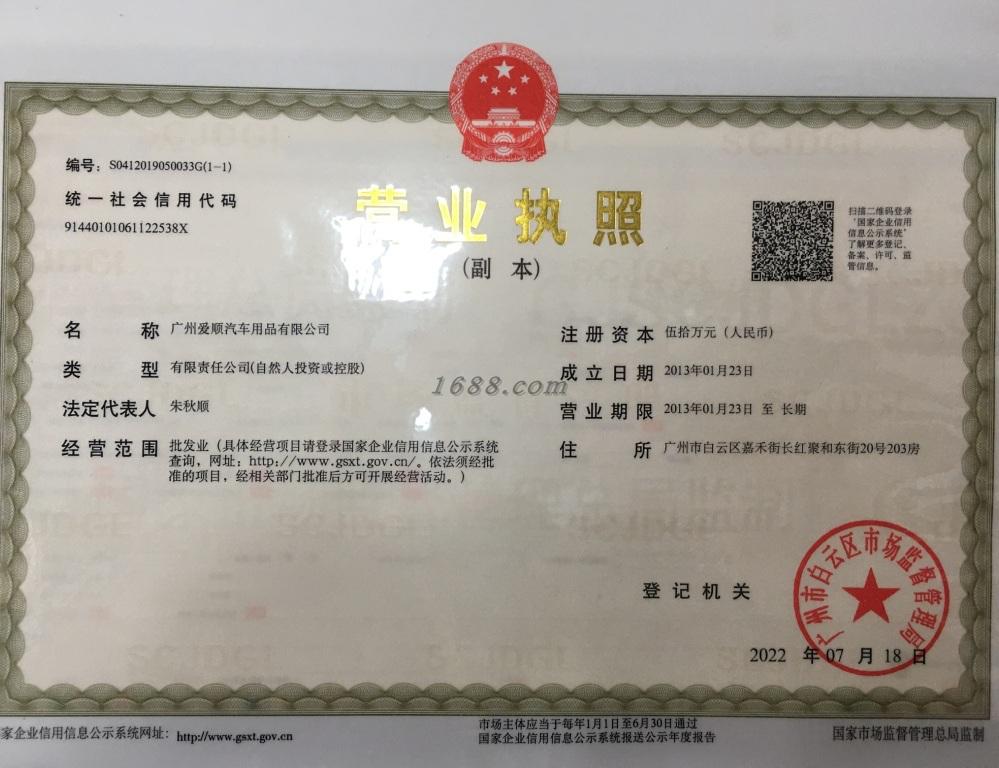 编号：S0412019050033G(1-1)
统一社会信用代码
91440101061122538X
营业执照
(副 本)
扫描二维码登录
‘国家企业信用
信息公示系统’
了解更多登记、
备案、许可、监
管信息。
名 称 广州爱顺汽车用品有限公司
类 型 有限责任公司(自然人投资或控股)
法定代表人 朱秋顺
经营范围 批发业（具体经营项目请登录国家企业信用信息公示系统
查询，网址：http://www.gsxt.gov.cn/。依法须经批
准的项目，经相关部门批准后方可开展经营活动。）
注册资本 伍拾万元（人民币）
成立日期 2013年01月23日
营业期限 2013年01月23日 至 长期
住 所 广州市白云区嘉禾街长红聚和东街20号203房
1688.com
登记机关
广州市白云区市场监督管理局
2022 年 07 月 18 日
家企业信用信息公示系统网址：http://www.gsxt.gov.cn
市场主体应当于每年1月1日至6月30日通过
国家企业信用信息公示系统报送公示年度报告
国家市场监督管理总局监制